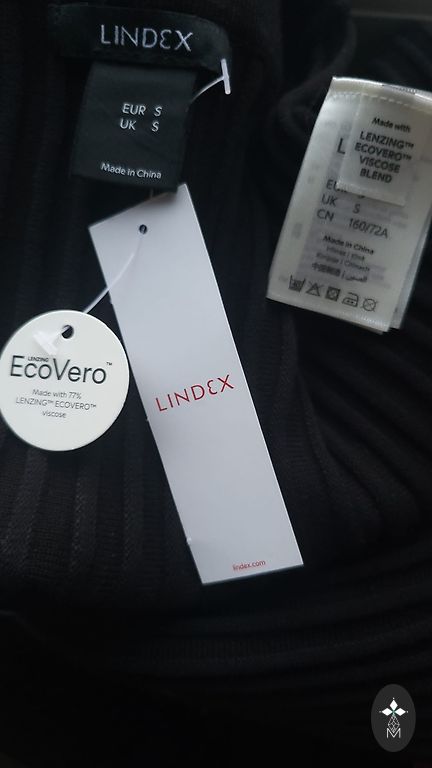 LINDEX
EUR S
UK S
Made in China
Made with
LENZING™
ECOVERO™
VISCOSE
BLEND
UK S
CN 160/72A
Made in China
LENZING
EcoVero™
Made with 77%
LENZING™ ECOVERO™
viscose
LINDEX
lindex.com
M